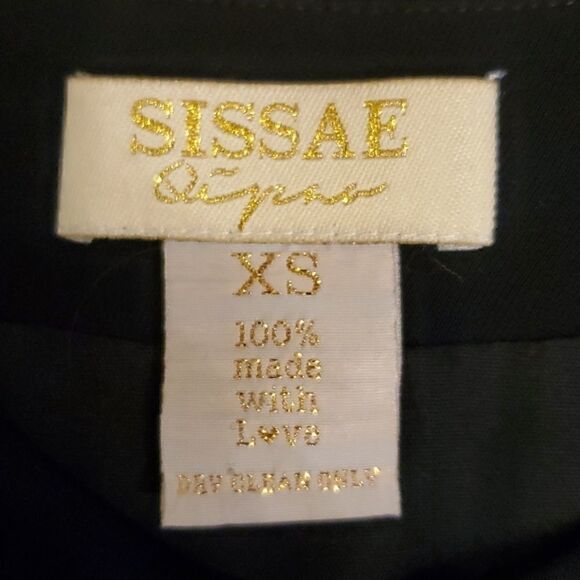 SISSAE
XS
100%
made
with
L♥ve
DRY CLEAN ONLY